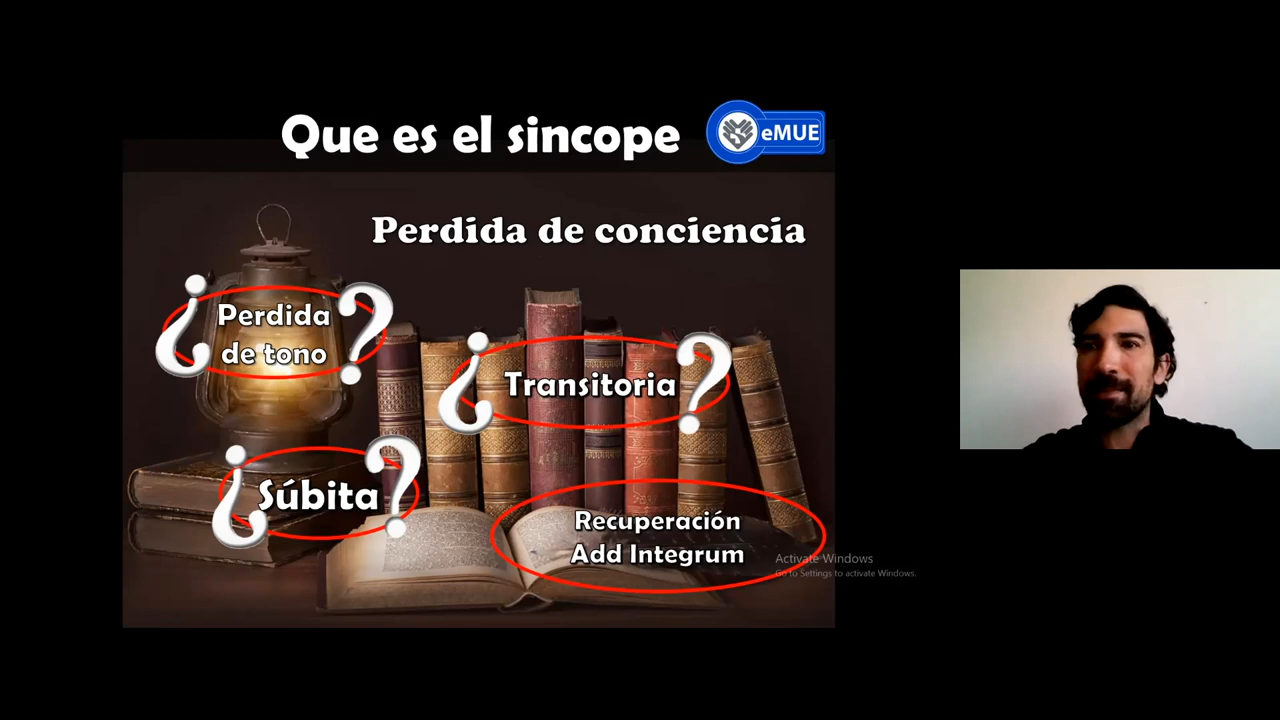 Que es el sincope
eMUE
Perdida de conciencia
¿Perdida
de tono?
¿Transitoria?
¿Súbita?
Recuperación
Add Integrum
Activate Windows
Go to Settings to activate Windows.